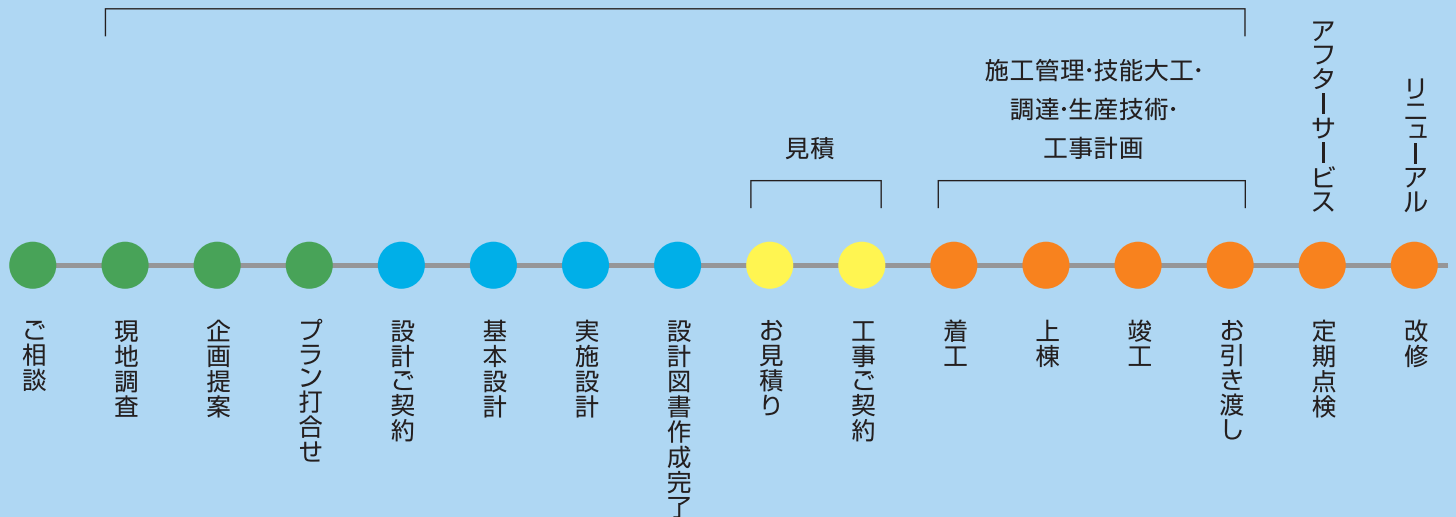 施工管理・技能大工・
調達・生産技術・
工事計画
見積
アフターサービス
リニューアル
ご相談
現地調査
企画提案
プラン打合せ
設計ご契約
基本設計
実施設計
設計図書作成完了
お見積り
工事ご契約
着工
上棟
竣工
お引き渡し
定期点検
改修